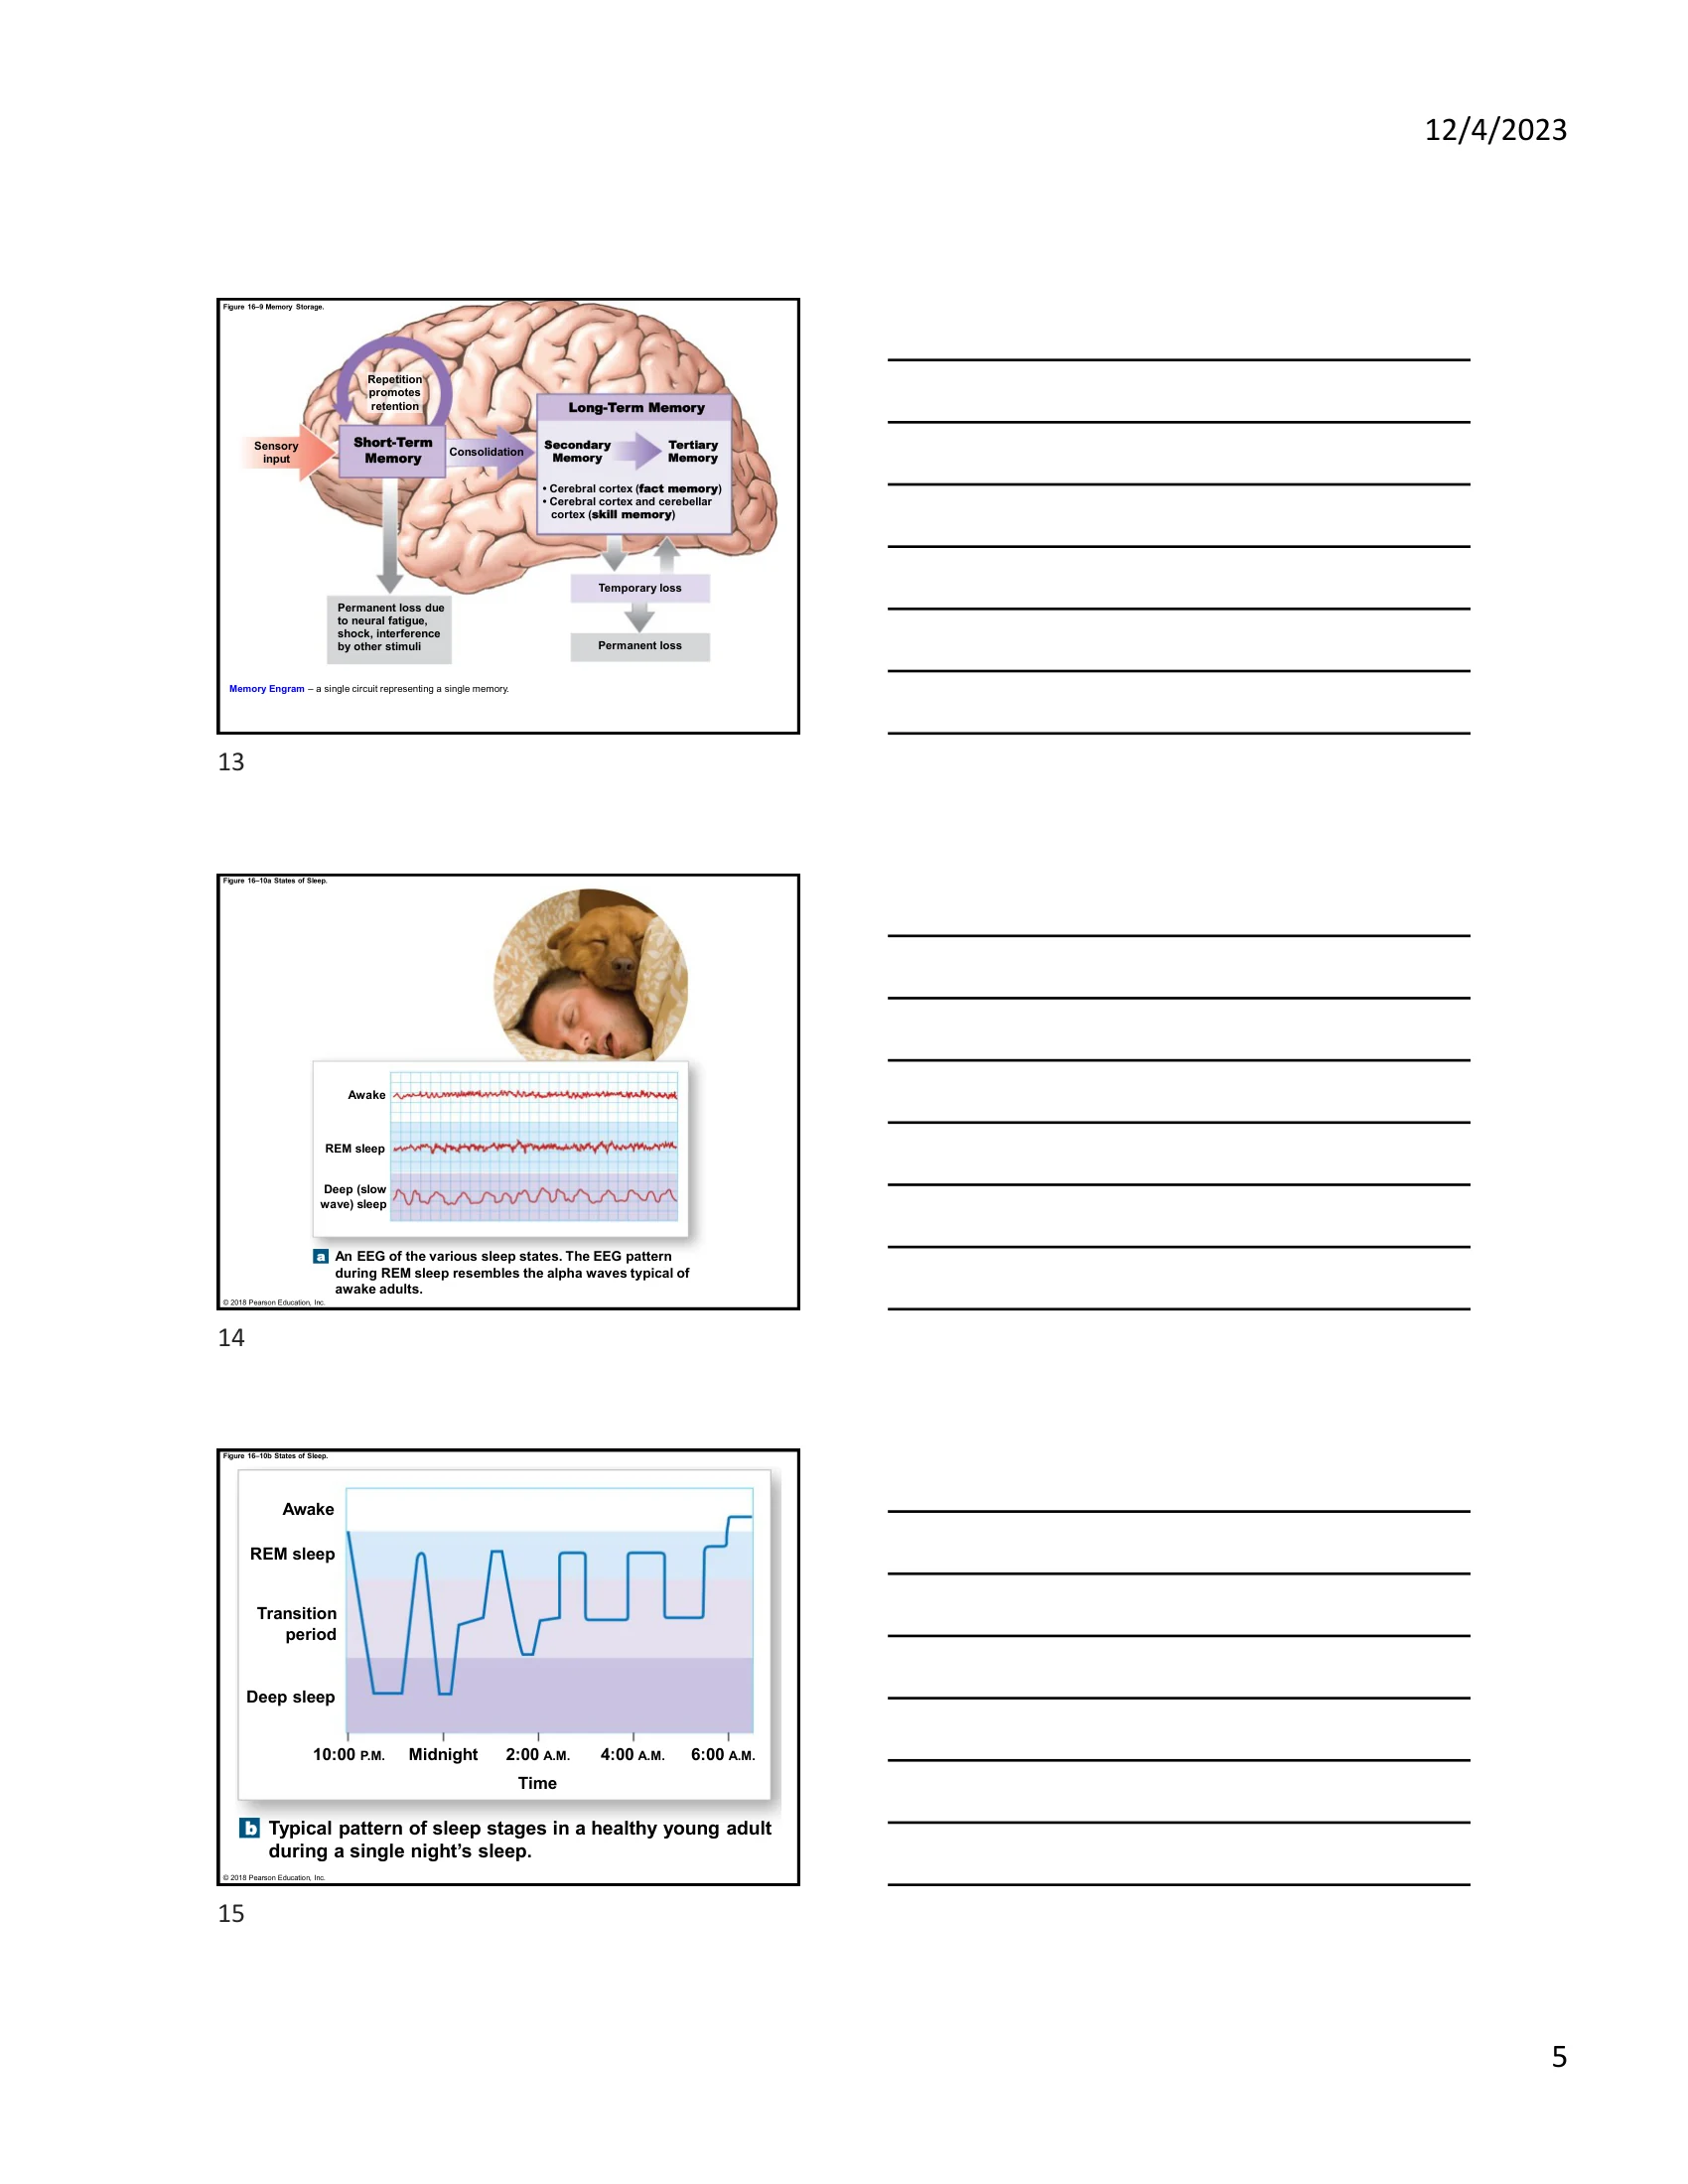 12/4/2023
Figure 16–9 Memory Storage.
Repetition
promotes
retention
Sensory
input
Short-Term
Memory
Consolidation
Long-Term Memory
Secondary
Memory
Tertiary
Memory
• Cerebral cortex (fact memory)
• Cerebral cortex and cerebellar
cortex (skill memory)
Temporary loss
Permanent loss
Permanent loss due
to neural fatigue,
shock, interference
by other stimuli
Memory Engram – a single circuit representing a single memory.
13
Figure 16–10a States of Sleep.
Awake
REM sleep
Deep (slow
wave) sleep
a An EEG of the various sleep states. The EEG pattern
during REM sleep resembles the alpha waves typical of
awake adults.
© 2018 Pearson Education, Inc.
14
Figure 16–10b States of Sleep.
Awake
REM sleep
Transition
period
Deep sleep
10:00 P.M. Midnight 2:00 A.M. 4:00 A.M. 6:00 A.M.
Time
b Typical pattern of sleep stages in a healthy young adult
during a single night’s sleep.
© 2018 Pearson Education, Inc.
15
5